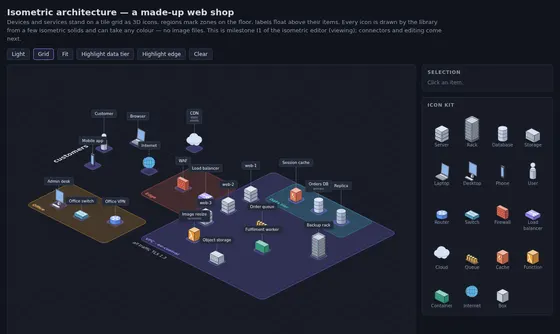 Isometric architecture — a made-up web shop
Devices and services stand on a tile grid as 3D icons, regions mark zones on the floor, labels float above their items. Every icon is drawn by the library
from a few isometric solids and can take any colour — no image files. This is milestone I1 of the isometric editor (viewing); connectors and editing come
next.
Light
Grid
Fit
Highlight data tier
Highlight edge
Clear
SELECTION
Click an item.
ICON KIT
Server
Rack
Database
Storage
Laptop
Desktop
Phone
User
Router
Switch
Firewall
Load
balancer
Cloud
Queue
Cache
Function
Container
Internet
Box
Customer
Browser
CDN
Mobile app
customers
Internet
WAF
Load balancer
web-1
Session cache
Admin desk
web-2
Orders DB
Replica
Office switch
Office VPN
web-3
Order queue
Image resize
Fulfilment worker
Backup rack
Object storage